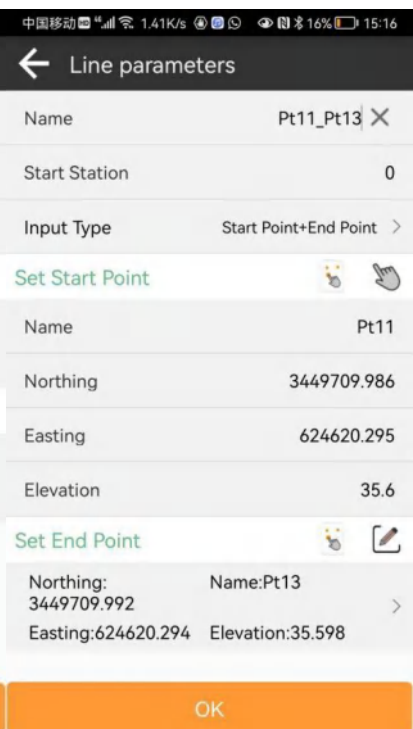 中国移动 HD 4G 1.41K/s 16% 15:16
Line parameters
Name Pt11_Pt13
Start Station 0
Input Type Start Point+End Point >
Set Start Point
Name Pt11
Northing 3449709.986
Easting 624620.295
Elevation 35.6
Set End Point
Northing: Name:Pt13
3449709.992
Easting:624620.294 Elevation:35.598
OK